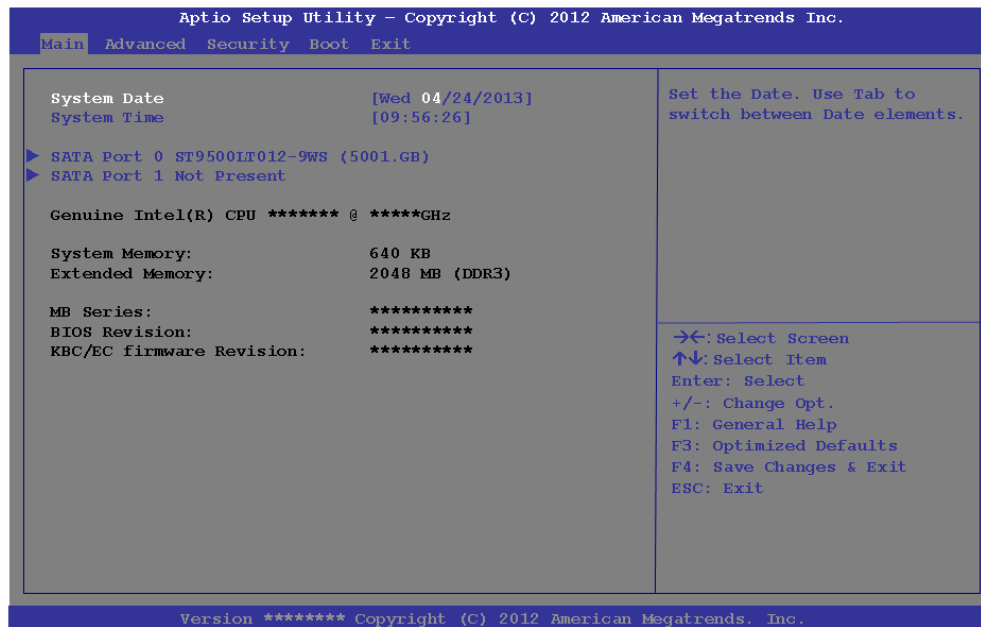 Aptio Setup Utility – Copyright (C) 2012 American Megatrends Inc.
Main Advanced Security Boot Exit
System Date [Wed 04/24/2013]
System Time [09:56:26]
SATA Port 0 ST9500LT012-9WS (5001.GB)
SATA Port 1 Not Present
Genuine Intel(R) CPU ******* @ *****GHz
System Memory: 640 KB
Extended Memory: 2048 MB (DDR3)
MB Series: **********
BIOS Revision: **********
KBC/EC firmware Revision: **********
Set the Date. Use Tab to
switch between Date elements.
→←: Select Screen
↑↓: Select Item
Enter: Select
+/-: Change Opt.
F1: General Help
F3: Optimized Defaults
F4: Save Changes & Exit
ESC: Exit
Version ******** Copyright (C) 2012 American Megatrends. Inc.